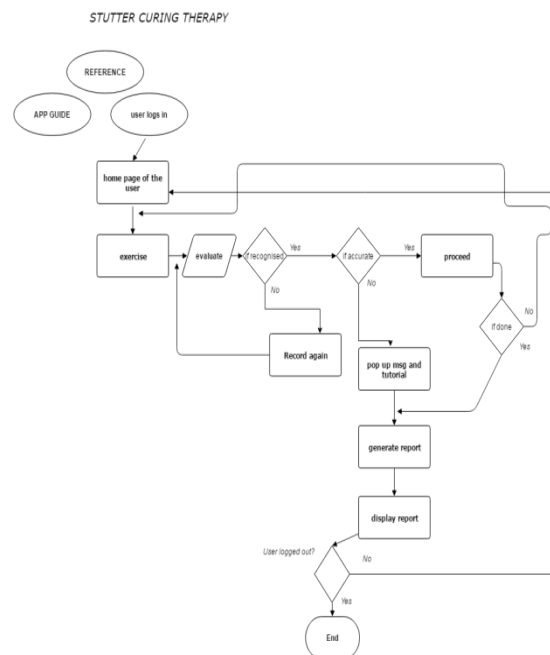 STUTTER CURING THERAPY
REFERENCE
APP GUIDE
user logs in
home page of the
user
exercise
evaluate
if recognised
Yes
if accurate
Yes
proceed
No
No
if done
No
Yes
Record again
pop up msg and
tutorial
generate report
display report
User logged out?
No
Yes
End